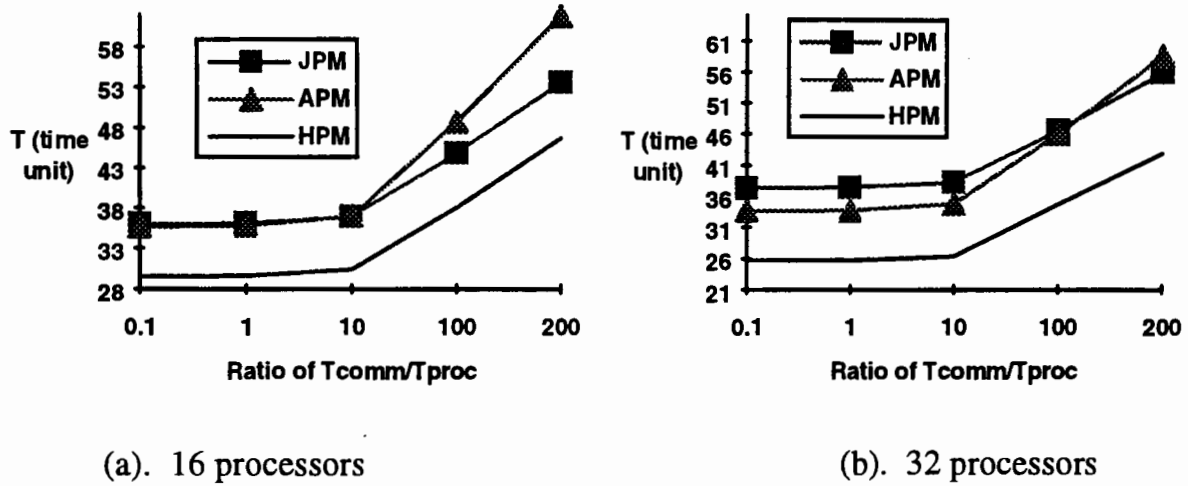 58
53
48
43
38
33
28
T (time
unit)
JPM
APM
HPM
0.1 1 10 100 200
Ratio of Tcomm/Tproc
(a). 16 processors
61
56
51
46
41
36
31
26
21
T (time
unit)
JPM
APM
HPM
0.1 1 10 100 200
Ratio of Tcomm/Tproc
(b). 32 processors